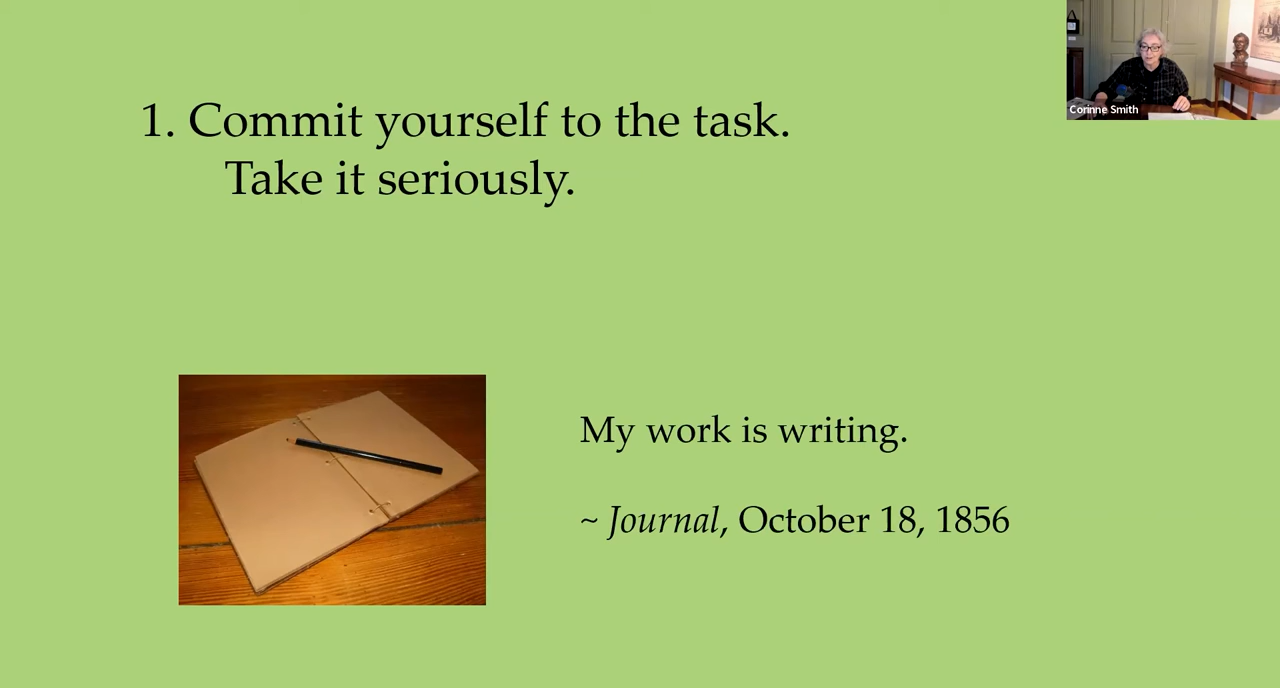 1. Commit yourself to the task.
Take it seriously.
My work is writing.
~ Journal, October 18, 1856
Corinne Smith